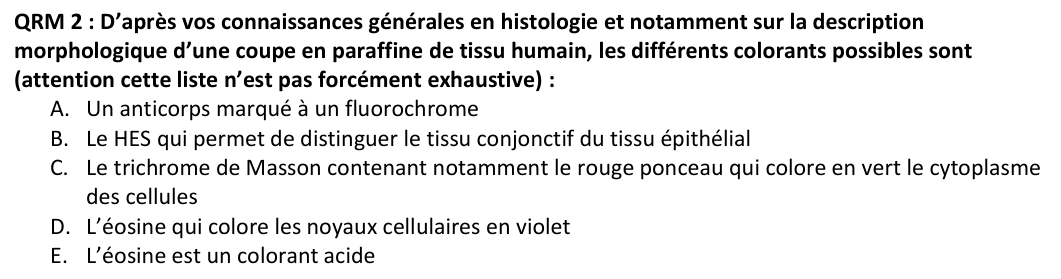 QRM 2 : D’après vos connaissances générales en histologie et notamment sur la description
morphologique d’une coupe en paraffine de tissu humain, les différents colorants possibles sont
(attention cette liste n’est pas forcément exhaustive) :
A. Un anticorps marqué à un fluorochrome
B. Le HES qui permet de distinguer le tissu conjonctif du tissu épithélial
C. Le trichrome de Masson contenant notamment le rouge ponceau qui colore en vert le cytoplasme
des cellules
D. L’éosine qui colore les noyaux cellulaires en violet
E. L’éosine est un colorant acide